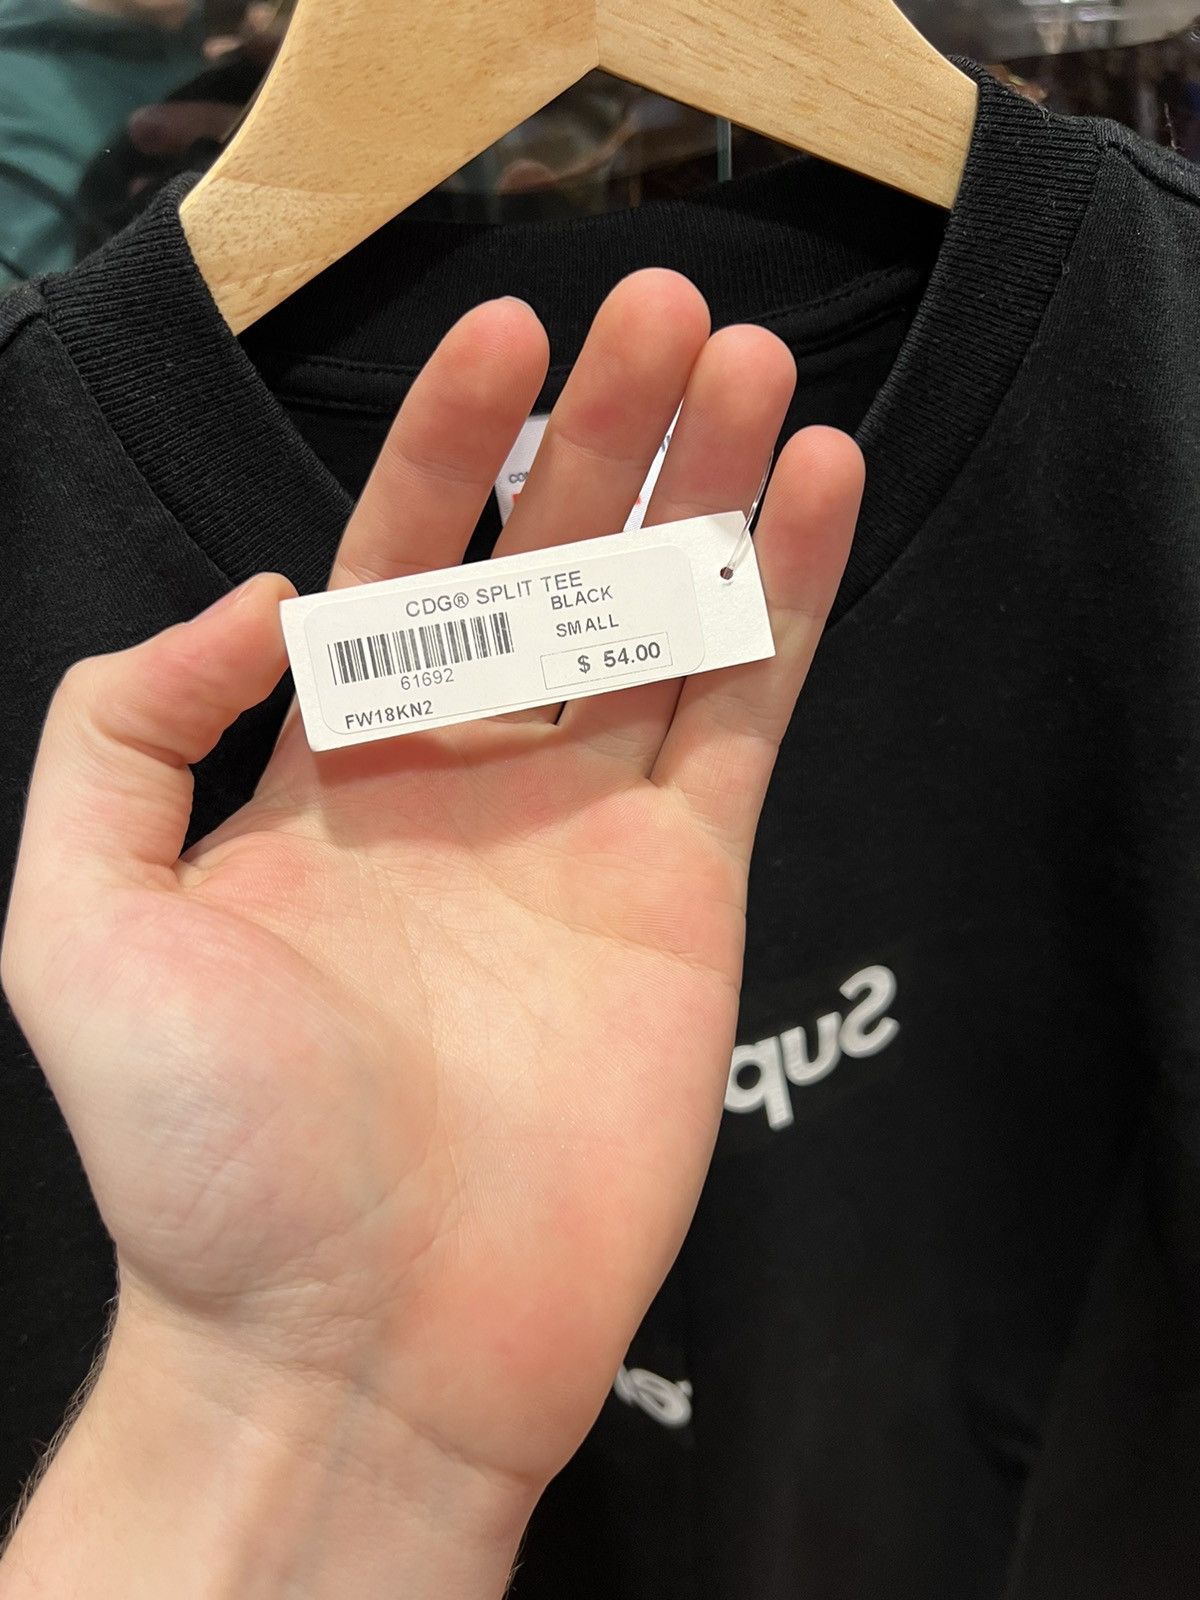 CDG® SPLIT TEE
BLACK
SMALL
61692
$ 54.00
FW18KN2
Sup